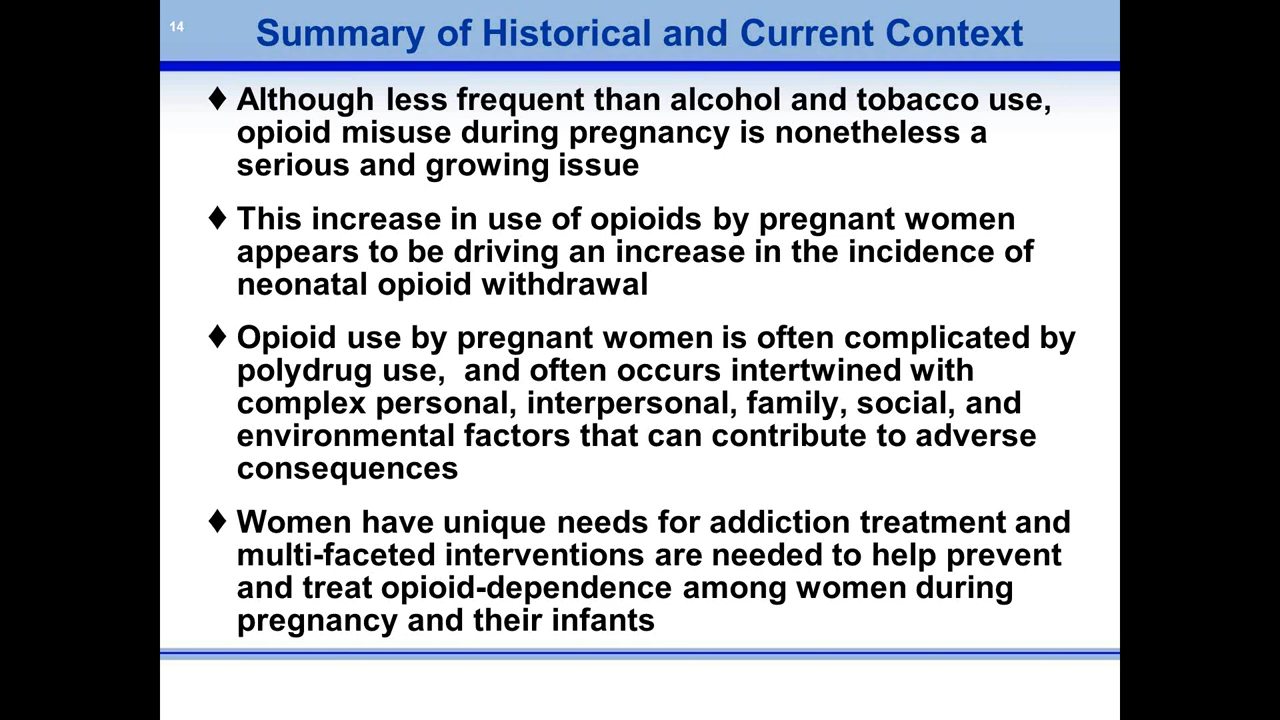 14
Summary of Historical and Current Context
♦ Although less frequent than alcohol and tobacco use,
opioid misuse during pregnancy is nonetheless a
serious and growing issue
♦ This increase in use of opioids by pregnant women
appears to be driving an increase in the incidence of
neonatal opioid withdrawal
♦ Opioid use by pregnant women is often complicated by
polydrug use,  and often occurs intertwined with
complex personal, interpersonal, family, social, and
environmental factors that can contribute to adverse
consequences
♦ Women have unique needs for addiction treatment and
multi-faceted interventions are needed to help prevent
and treat opioid-dependence among women during
pregnancy and their infants